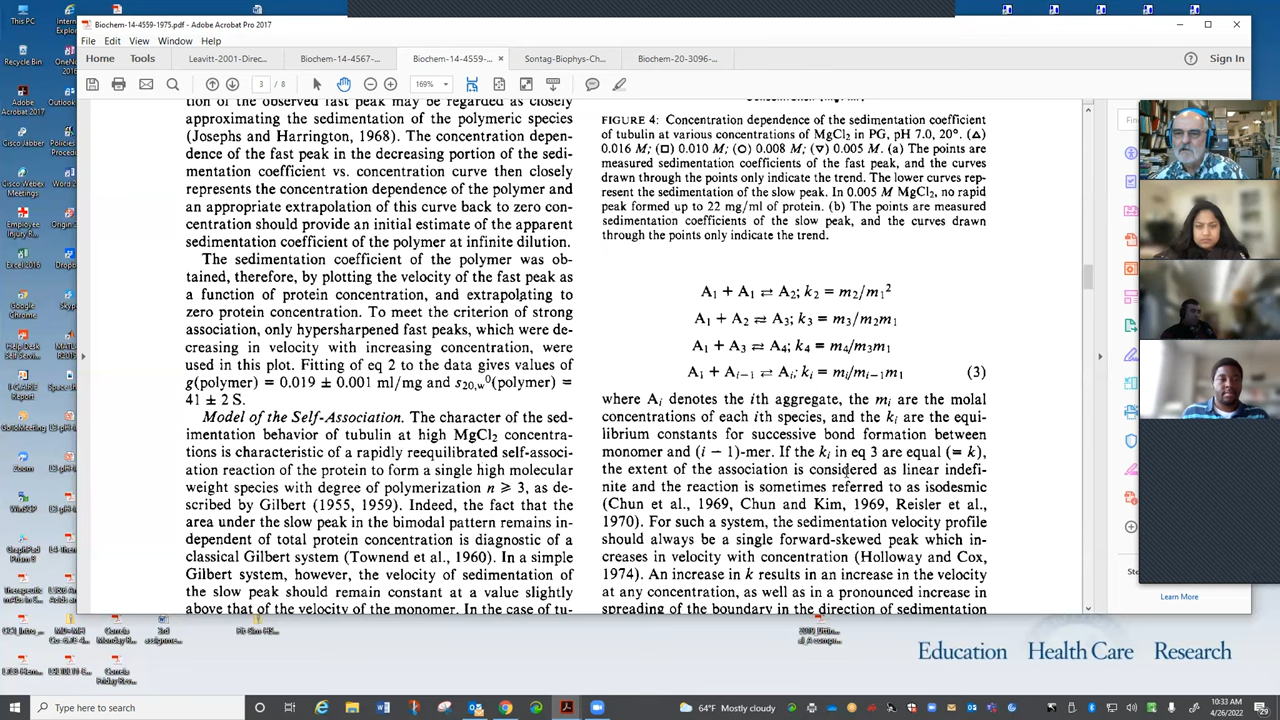 Biochem-14-4559-1975.pdf - Adobe Acrobat Pro 2017
File Edit View Window Help
Home Tools Leavitt-2001-Direc... Biochem-14-4567-... Biochem-14-4559-... × Sontag-Biophys-Ch... Biochem-20-3096-...
Sign In
3 / 8 169%
tion of the observed fast peak may be regarded as closely
approximating the sedimentation of the polymeric species
(Josephs and Harrington, 1968). The concentration depen-
dence of the fast peak in the decreasing portion of the sedi-
mentation coefficient vs. concentration curve then closely
represents the concentration dependence of the polymer and
an appropriate extrapolation of this curve back to zero con-
centration should provide an initial estimate of the apparent
sedimentation coefficient of the polymer at infinite dilution.
The sedimentation coefficient of the polymer was ob-
tained, therefore, by plotting the velocity of the fast peak as
a function of protein concentration, and extrapolating to
zero protein concentration. To meet the criterion of strong
association, only hypersharpened fast peaks, which were de-
creasing in velocity with increasing concentration, were
used in this plot. Fitting of eq 2 to the data gives values of
g(polymer) = 0.019 ± 0.001 ml/mg and s20,w⁰(polymer) =
41 ± 2 S.
Model of the Self-Association. The character of the sed-
imentation behavior of tubulin at high MgCl2 concentra-
tions is characteristic of a rapidly reequilibrated self-associ-
ation reaction of the protein to form a single high molecular
weight species with degree of polymerization n ⩾ 3, as de-
scribed by Gilbert (1955, 1959). Indeed, the fact that the
area under the slow peak in the bimodal pattern remains in-
dependent of total protein concentration is diagnostic of a
classical Gilbert system (Townend et al., 1960). In a simple
Gilbert system, however, the velocity of sedimentation of
the slow peak should remain constant at a value slightly
above that of the velocity of the monomer. In the case of tu-
FIGURE 4: Concentration dependence of the sedimentation coefficient
of tubulin at various concentrations of MgCl2 in PG, pH 7.0, 20°. (△)
0.016 M; (□) 0.010 M; (○) 0.008 M; (▽) 0.005 M. (a) The points are
measured sedimentation coefficients of the fast peak, and the curves
drawn through the points only indicate the trend. The lower curves rep-
resent the sedimentation of the slow peak. In 0.005 M MgCl2, no rapid
peak formed up to 22 mg/ml of protein. (b) The points are measured
sedimentation coefficients of the slow peak, and the curves drawn
through the points only indicate the trend.
A1 + A1 ⇄ A2; k2 = m2/m1²
A1 + A2 ⇄ A3; k3 = m3/m2m1
A1 + A3 ⇄ A4; k4 = m4/m3m1
A1 + Ai−1 ⇄ Ai; ki = mi/mi−1m1 (3)
where Ai denotes the ith aggregate, the mi are the molal
concentrations of each ith species, and the ki are the equi-
librium constants for successive bond formation between
monomer and (i − 1)-mer. If the ki in eq 3 are equal (= k),
the extent of the association is considered as linear indefi-
nite and the reaction is sometimes referred to as isodesmic
(Chun et al., 1969, Chun and Kim, 1969, Reisler et al.,
1970). For such a system, the sedimentation velocity profile
should always be a single forward-skewed peak which in-
creases in velocity with concentration (Holloway and Cox,
1974). An increase in k results in an increase in the velocity
at any concentration, as well as in a pronounced increase in
spreading of the boundary in the direction of sedimentation
Learn More
This PC
Recycle Bin
Adobe
Acrobat 2017
Cisco Jabber
Cisco Webex
Meetings
Employee
Injury R...
Excel 2016
Google
Chrome
Help Desk
Self Servic...
Zoom
WinSCP
GraphPad
Prism 8
Education Health Care Research
Type here to search
64°F Mostly cloudy
10:33 AM
4/26/2022